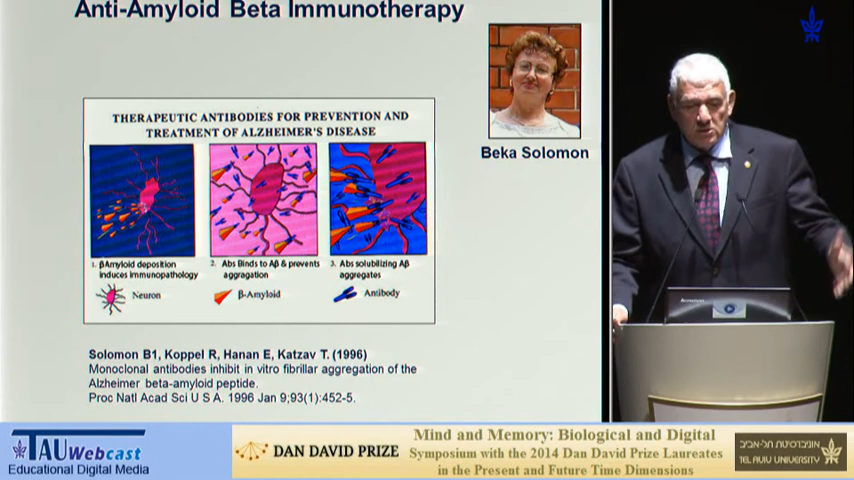 Anti-Amyloid Beta Immunotherapy
Beka Solomon
THERAPEUTIC ANTIBODIES FOR PREVENTION AND
TREATMENT OF ALZHEIMER'S DISEASE
1. βAmyloid deposition
induces immunopathology
2. Abs Binds to Aβ & prevents
aggragation
3. Abs solubilizing Aβ
aggregates
Neuron
β-Amyloid
Antibody
Solomon B1, Koppel R, Hanan E, Katzav T. (1996)
Monoclonal antibodies inhibit in vitro fibrillar aggregation of the
Alzheimer beta-amyloid peptide.
Proc Natl Acad Sci U S A. 1996 Jan 9;93(1):452-5.
TAU Webcast
Educational Digital Media
DAN DAVID PRIZE
Mind and Memory: Biological and Digital
Symposium with the 2014 Dan David Prize Laureates
in the Present and Future Time Dimensions
אוניברסיטת תל-אביב
TEL AVIV UNIVERSITY